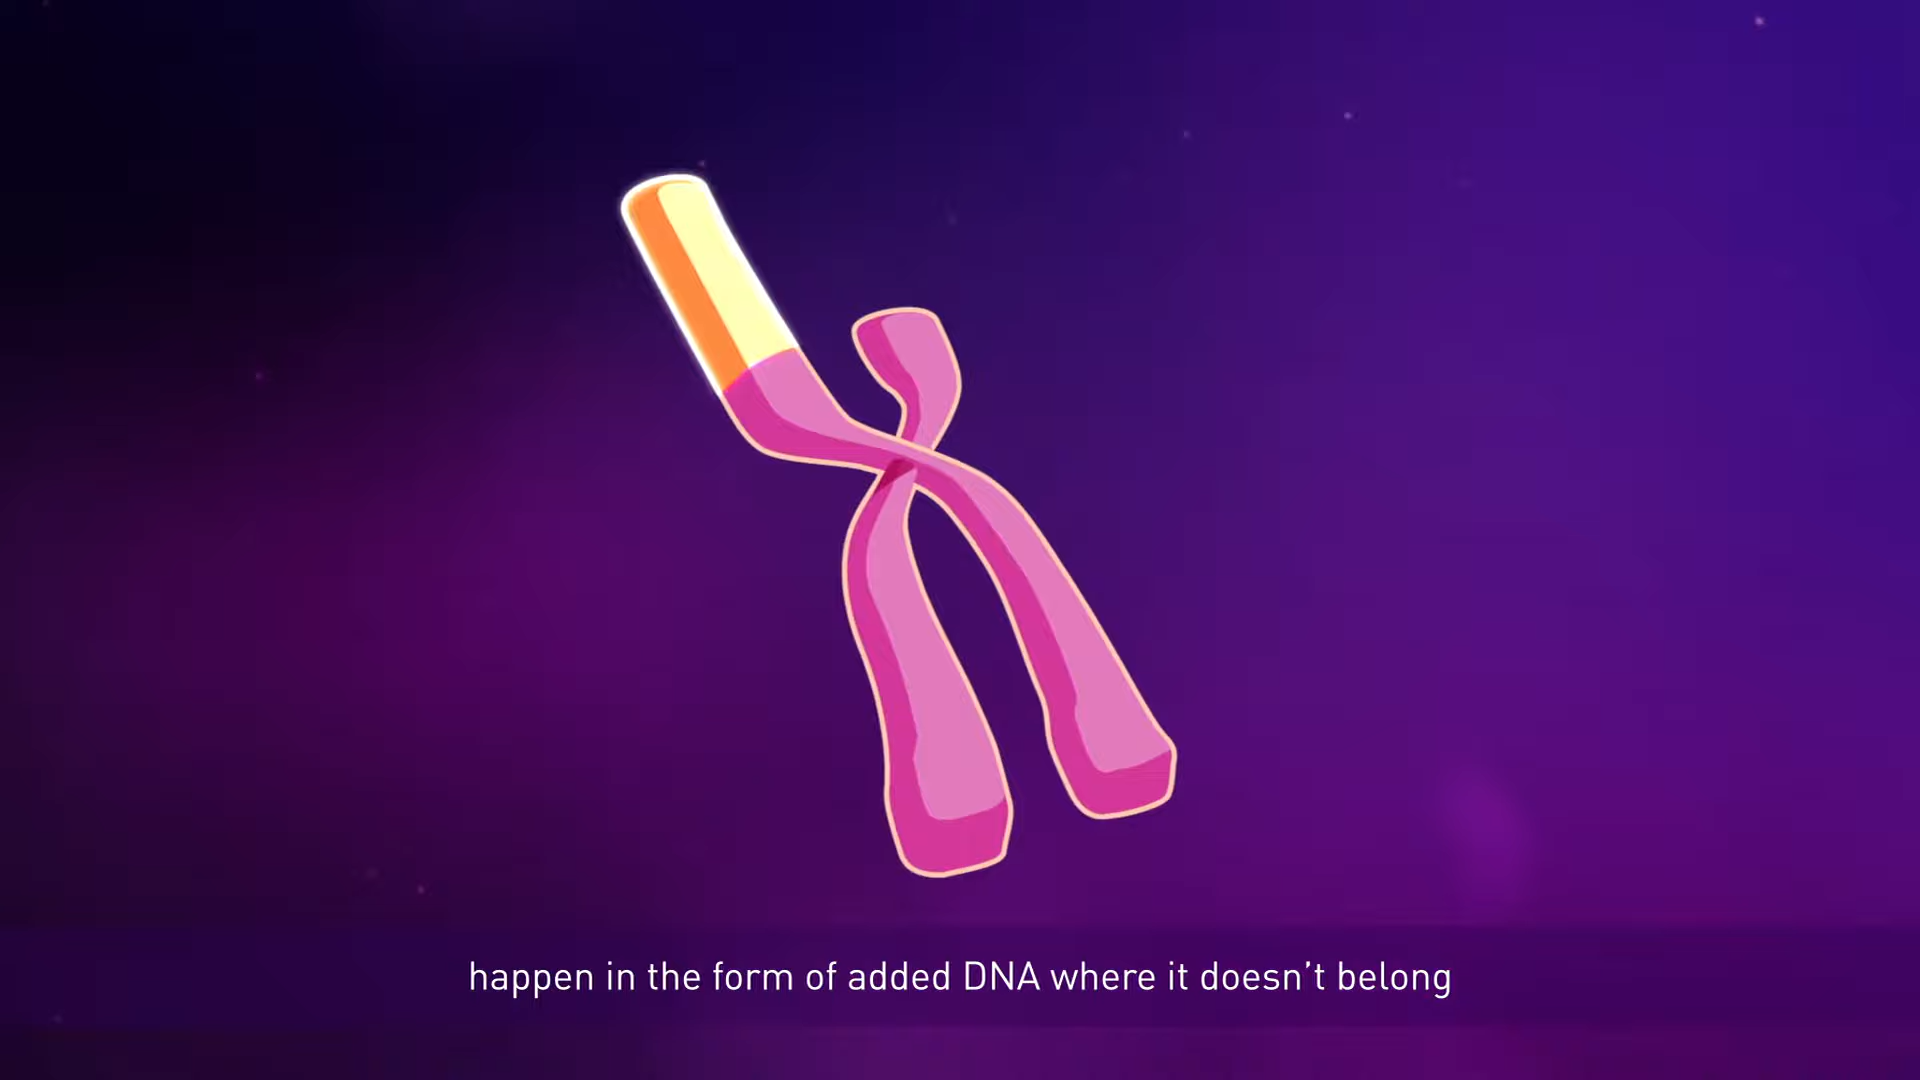 happen in the form of added DNA where it doesn’t belong